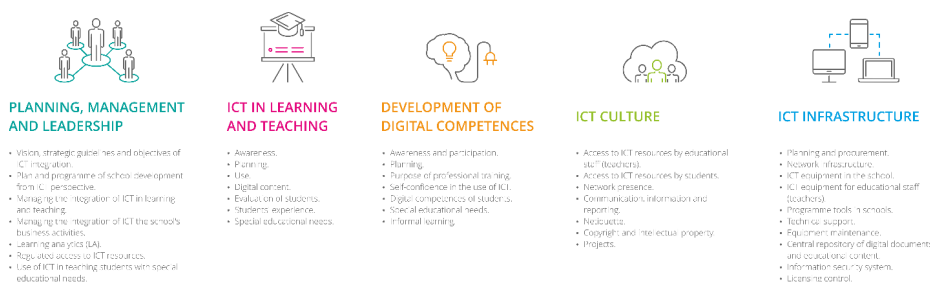 PLANNING, MANAGEMENT
AND LEADERSHIP
• Vision, strategic guidelines and objectives of
ICT integration.
• Plan and programme of school development
from ICT perspective.
• Managing the integration of ICT in learning
and teaching.
• Managing the integration of ICT the school's
business activities.
• Learning analytics (LA).
• Regulated access to ICT resources.
• Use of ICT in teaching students with special
educational needs.
ICT IN LEARNING
AND TEACHING
• Awareness.
• Planning.
• Use.
• Digital content.
• Evaluation of students.
• Students' experience.
• Special educational needs.
DEVELOPMENT OF
DIGITAL COMPETENCES
• Awareness and participation.
• Planning.
• Purpose of professional training.
• Self-confidence in the use of ICT.
• Digital competences of students.
• Special educational needs.
• Informal learning.
ICT CULTURE
• Access to ICT resources by educational
staff (teachers).
• Access to ICT resources by students.
• Network presence.
• Communication, information and
reporting.
• Netiquette.
• Copyright and intellectual property
• Projects.
ICT INFRASTRUCTURE
• Planning and procurement.
• Network infrastructure.
• ICT equipment in the school.
• ICT equipment for educational staff
(teachers)
• Programme tools in schools.
• Technical support.
• Equipment maintenance.
• Central repository of digital documents
and educational content.
• Information security system.
• Licensing control.